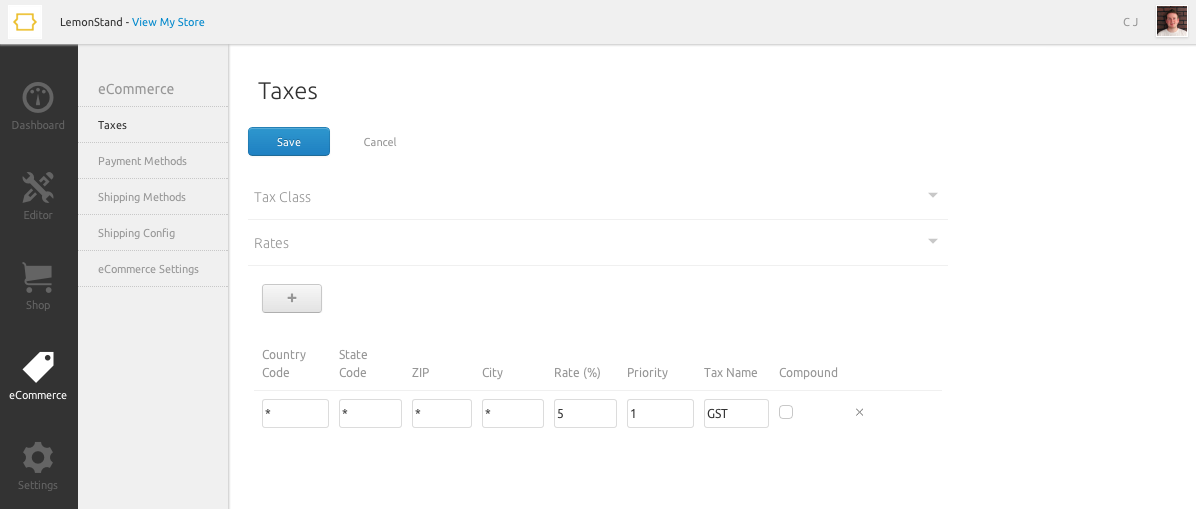 LemonStand - View My Store
C J
Dashboard
Editor
Shop
eCommerce
Settings
eCommerce
Taxes
Payment Methods
Shipping Methods
Shipping Config
eCommerce Settings
Taxes
Save Cancel
Tax Class
Rates
+
Country Code State Code ZIP City Rate (%) Priority Tax Name Compound
* * * * 5 1 GST ×